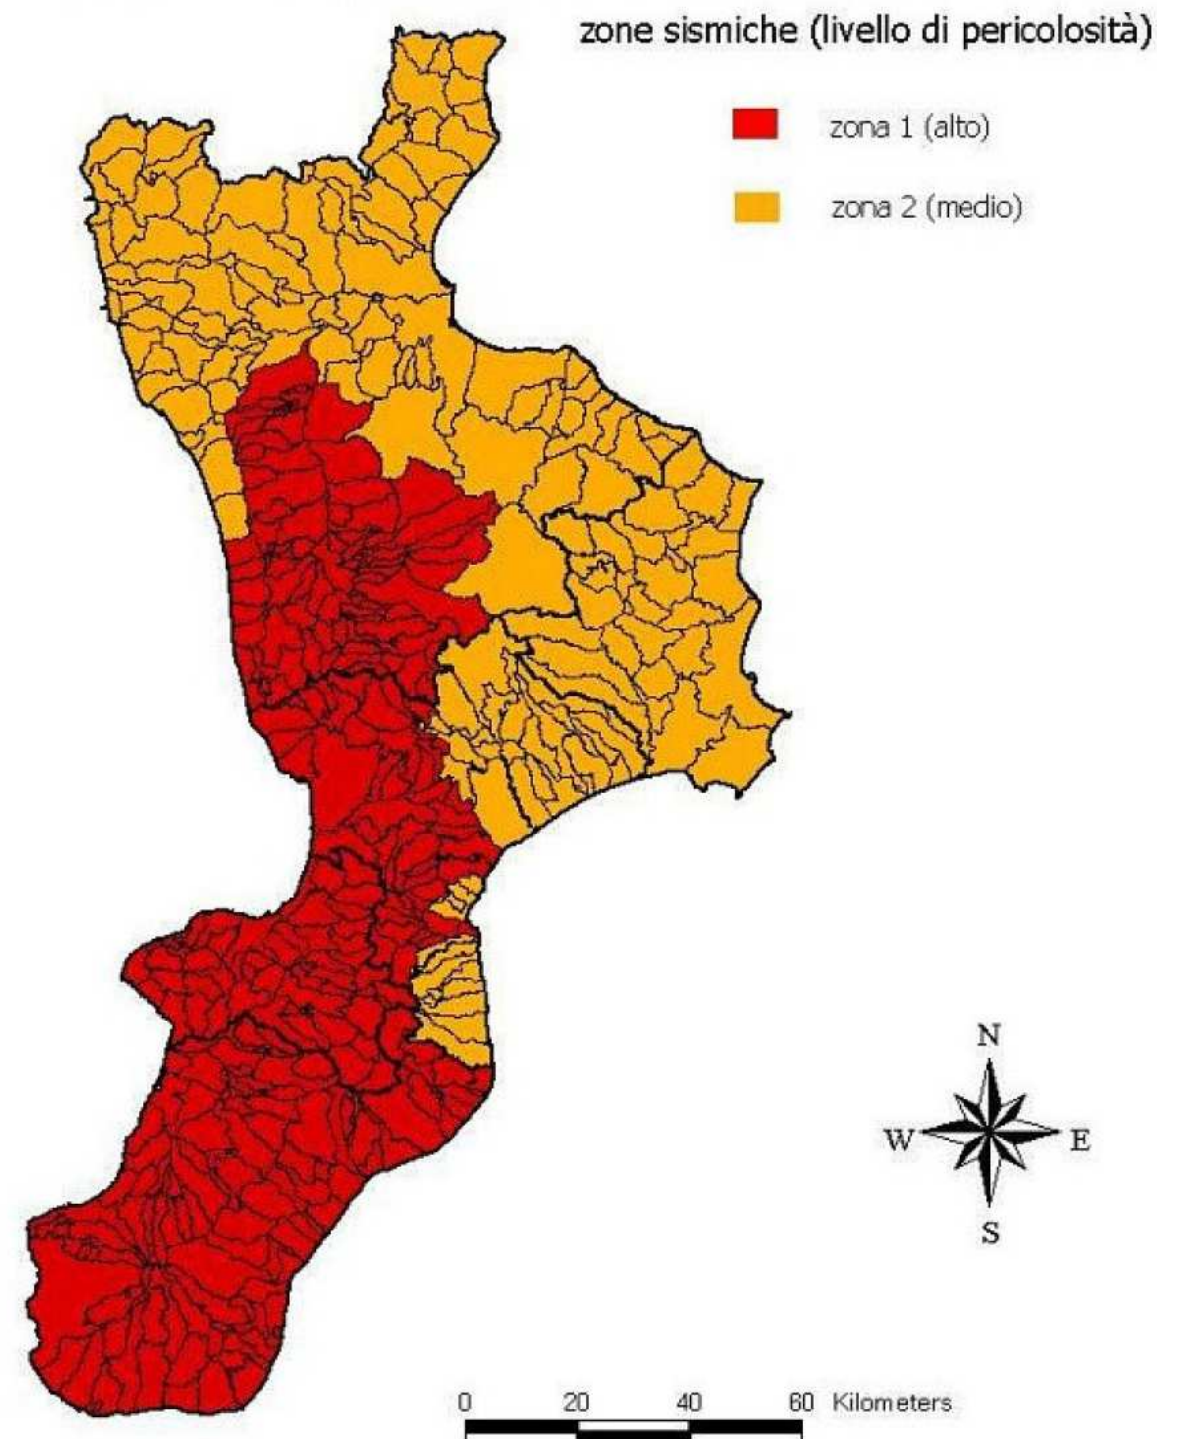 zone sismiche (livello di pericolosità)
zona 1 (alto)
zona 2 (medio)
N
W E
S
0 20 40 60 Kilometers